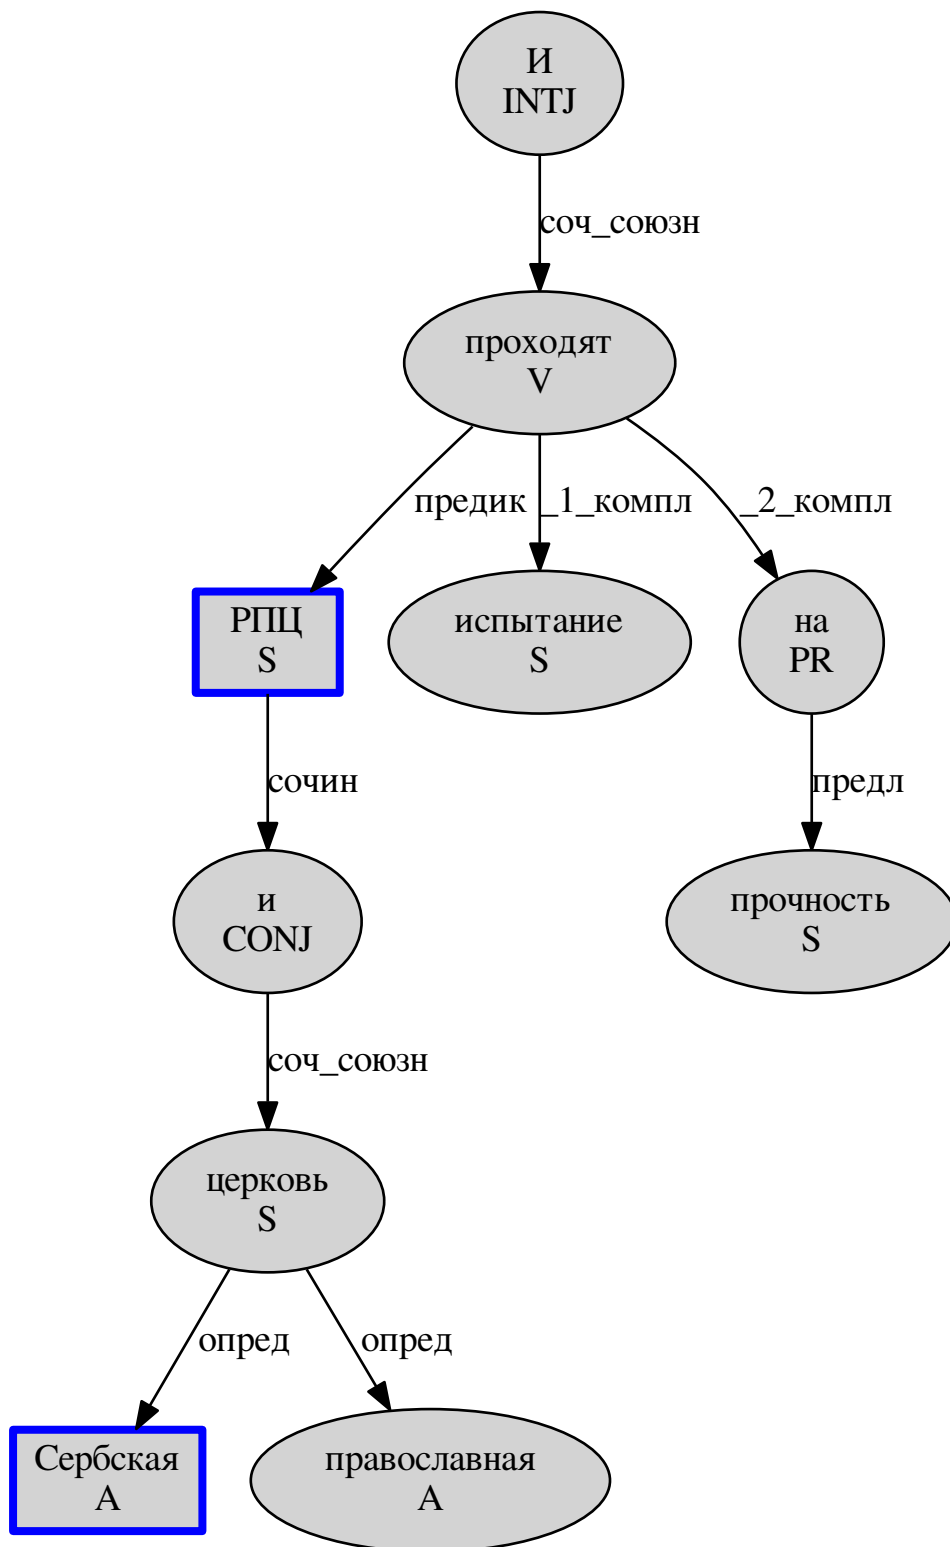 И
INTJ
соч_союзн
проходят
V
предик
_1_компл
_2_компл
РПЦ
S
испытание
S
на
PR
сочин
предл
и
CONJ
прочность
S
соч_союзн
церковь
S
опред
опред
Сербская
A
православная
A